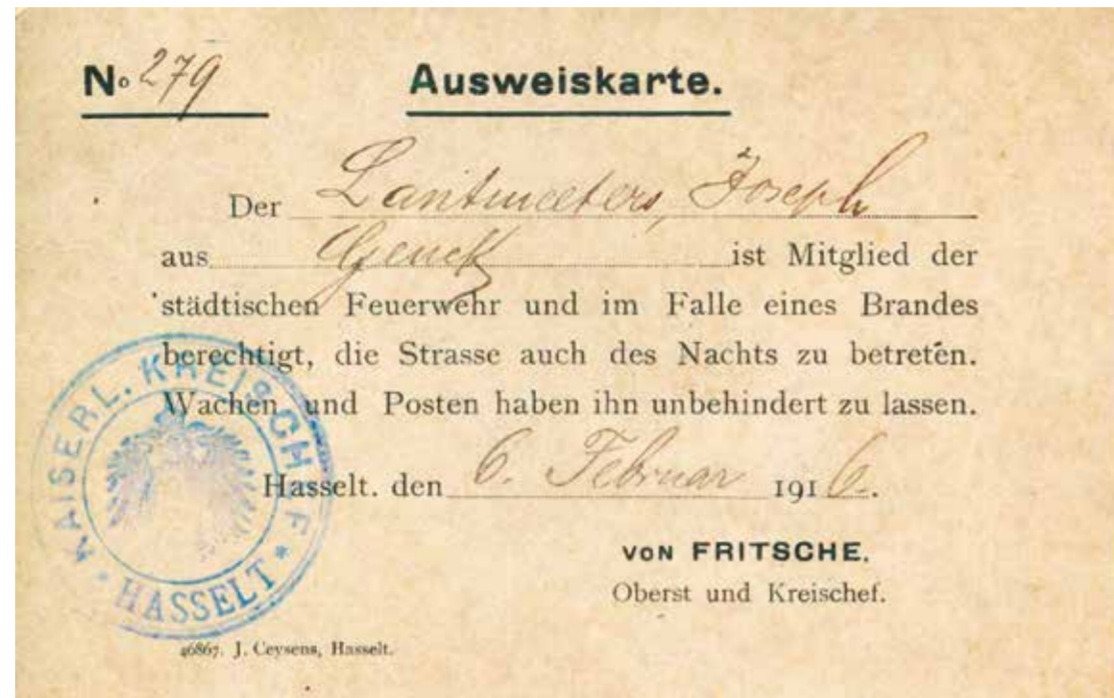 No 279 Ausweiskarte.
Der Lantmeeters, Joseph
aus Genck ist Mitglied der
städtischen Feuerwehr und im Falle eines Brandes
berechtigt, die Strasse auch des Nachts zu betreten.
Wachen und Posten haben ihn unbehindert zu lassen.
Hasselt. den 6. Februar 1916.
VON FRITSCHE.
Oberst und Kreischef.
KAISERL. KREISCHEF * HASSELT *
46867. J. Ceysens, Hasselt.